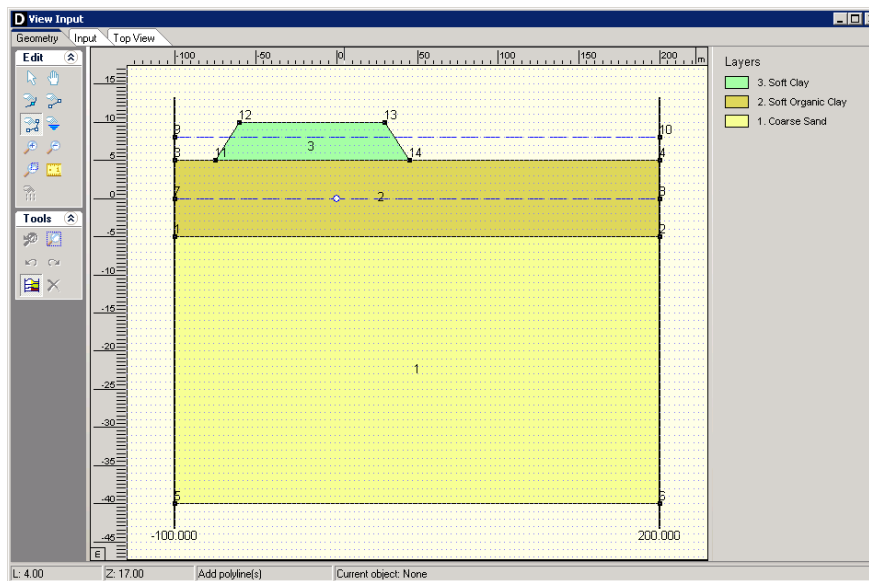 D View Input
Geometry Input Top View
Edit
Tools
-100 -50 0 50 100 150 200 m
15
10
5
0
-5
-10
-15
-20
-25
-30
-35
-40
-45
E
12 13
9 10
11 3 14
3 4
7 2 8
1 2
1
5 6
-100.000 200.000
Layers
3. Soft Clay
2. Soft Organic Clay
1. Coarse Sand
L: 4.00 Z: 17.00 Add polyline(s) Current object: None